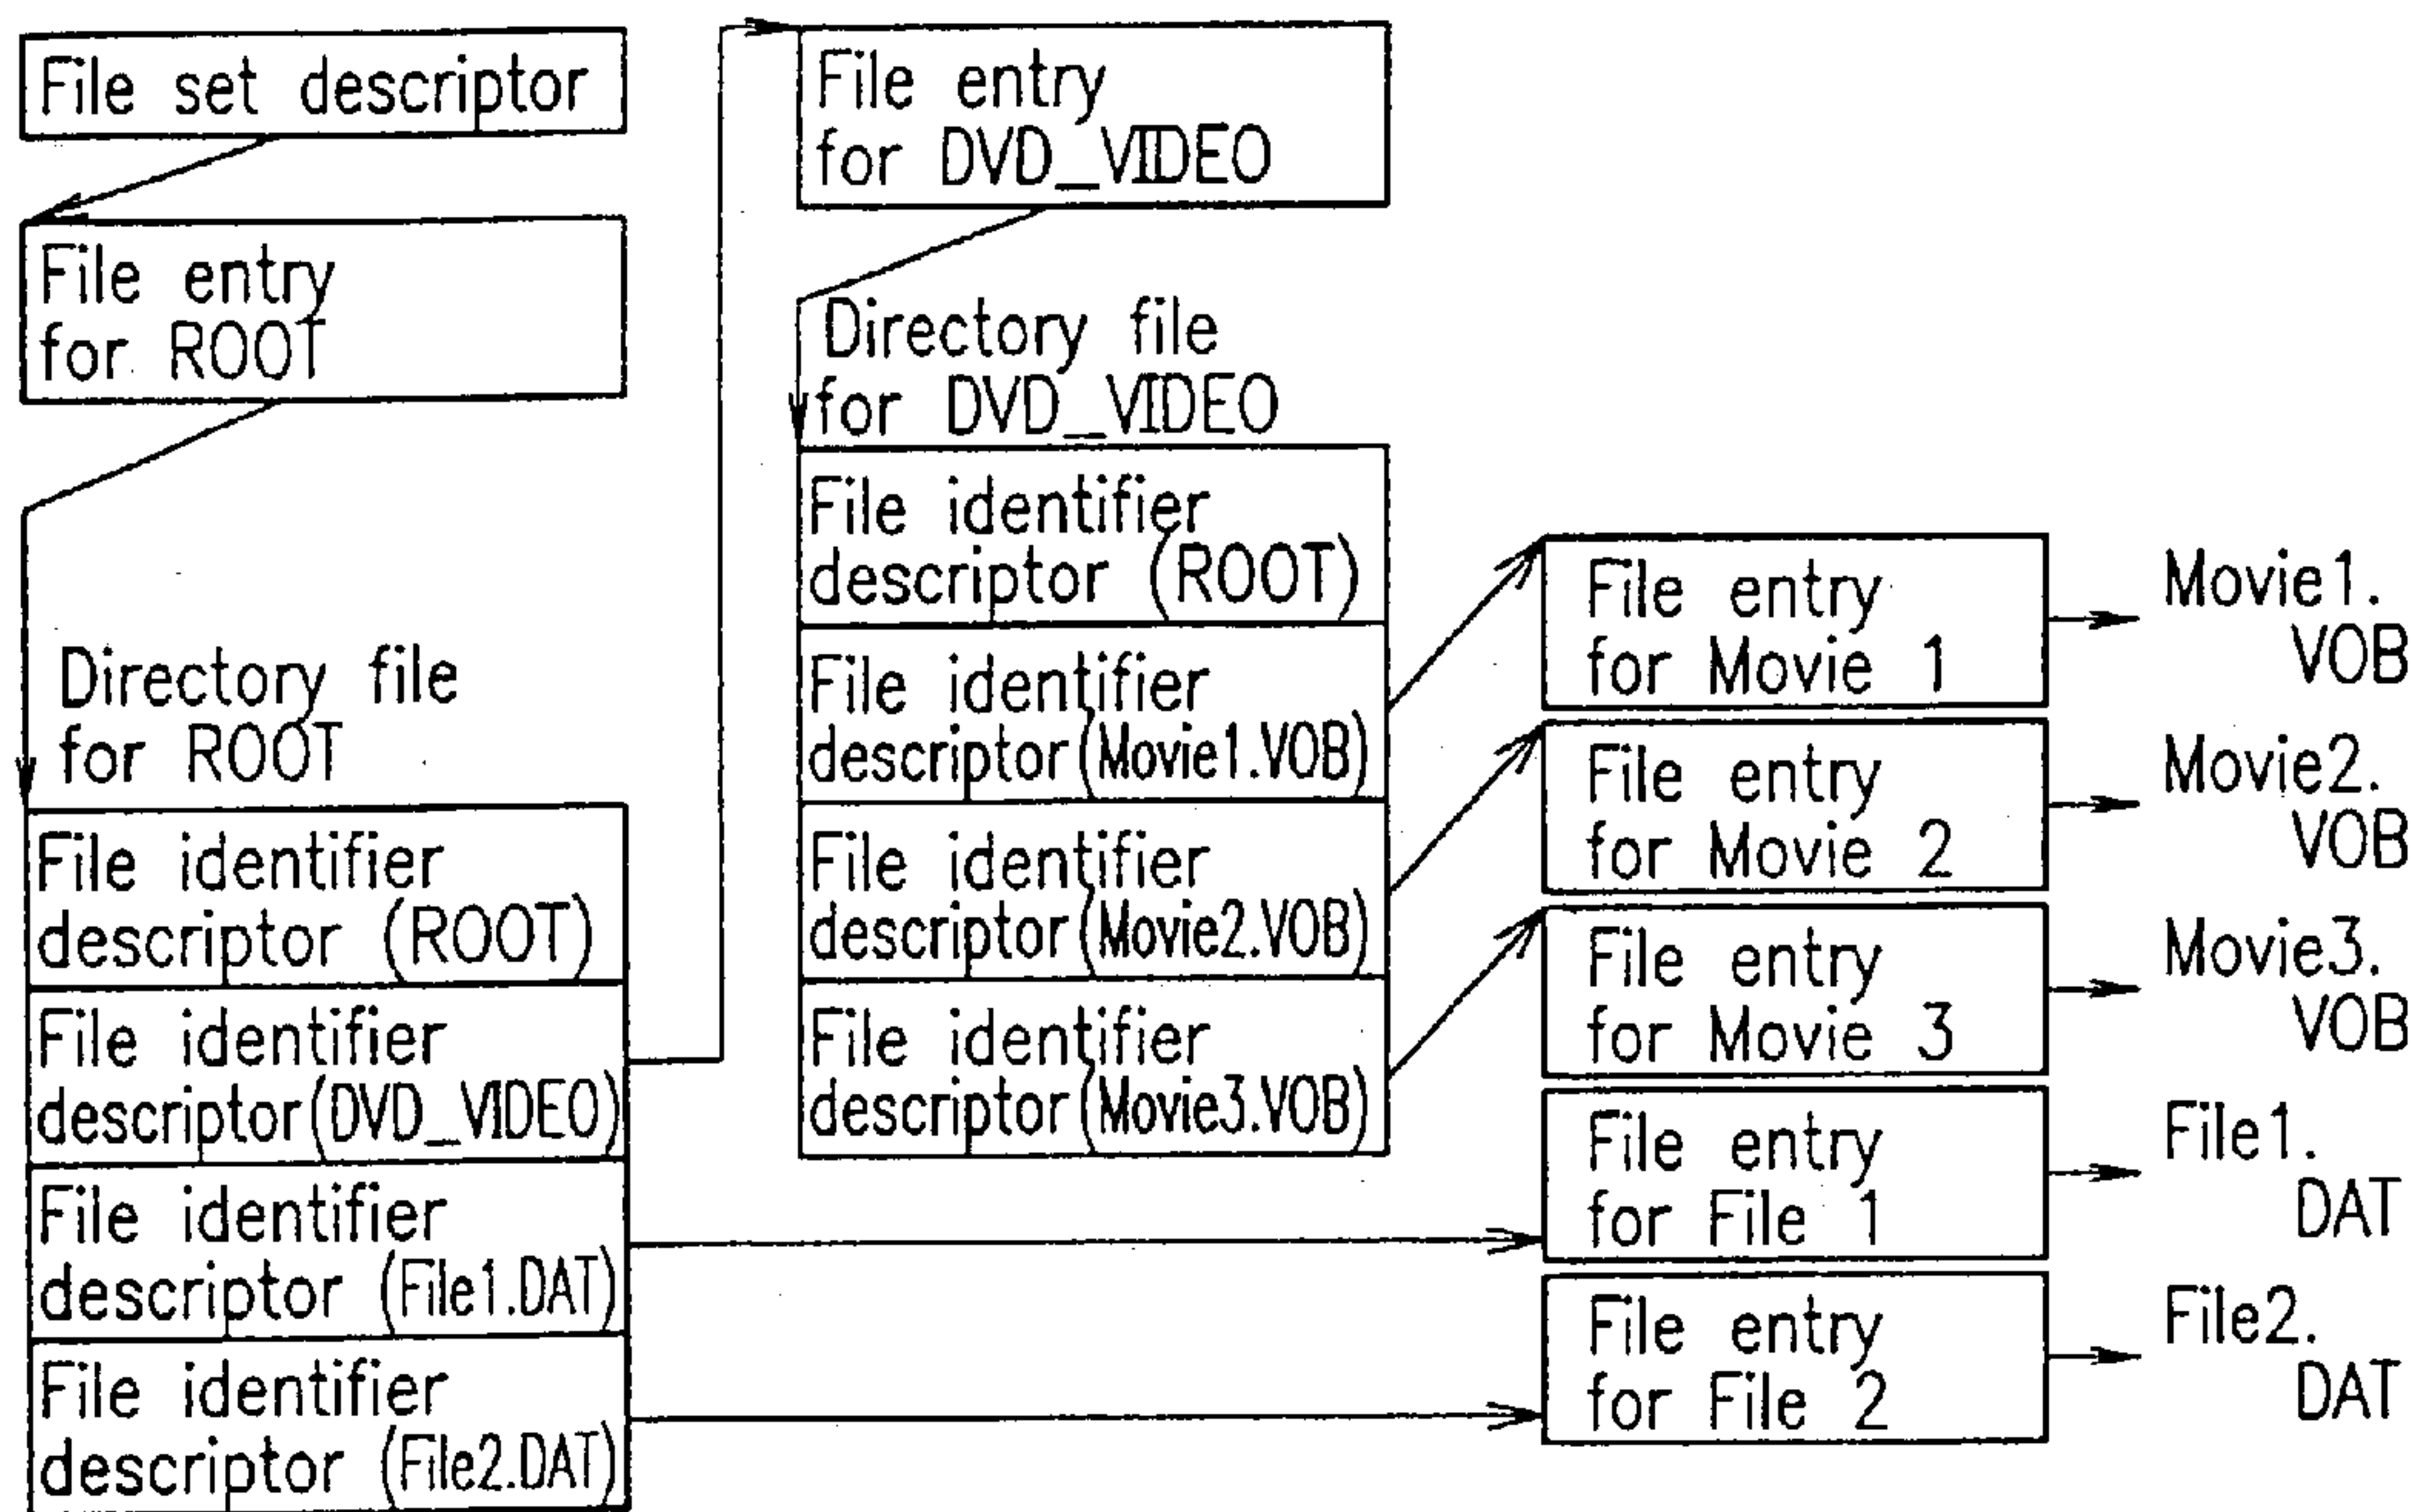 File set descriptor
File entry
for ROOT
Directory file
for ROOT
File identifier
descriptor (ROOT)
File identifier
descriptor(DVD_VIDEO)
File identifier
descriptor (File1.DAT)
File identifier
descriptor (File2.DAT)
File entry
for DVD_VIDEO
Directory file
for DVD_VIDEO
File identifier
descriptor (ROOT)
File identifier
descriptor(Movie1.VOB)
File identifier
descriptor(Movie2.VOB)
File identifier
descriptor(Movie3.VOB)
File entry
for Movie 1
File entry
for Movie 2
File entry
for Movie 3
File entry
for File 1
File entry
for File 2
Movie1.
VOB
Movie2.
VOB
Movie3.
VOB
File1.
DAT
File2.
DAT